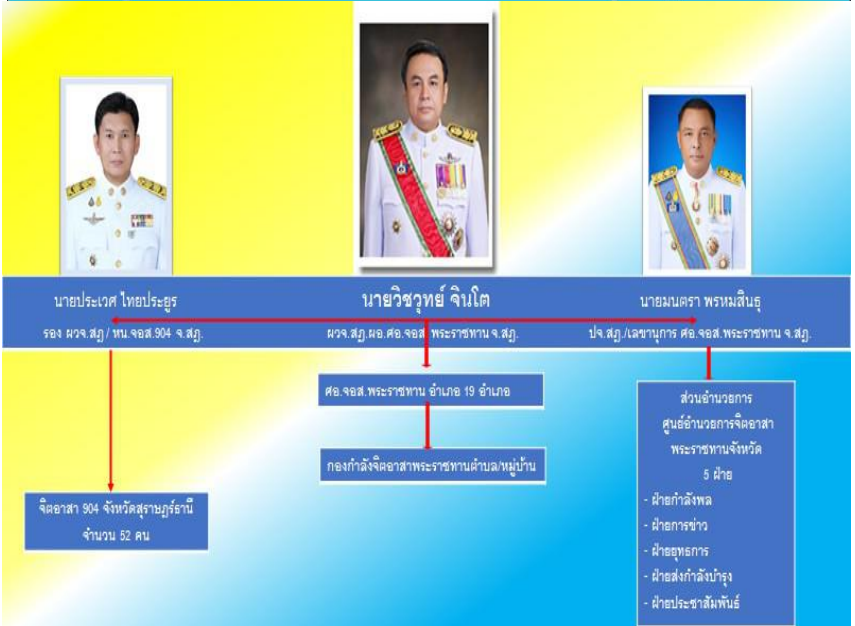 นายประเวศ ไทยประยูร
รอง ผวจ.สฎ / หน.จอส.904 จ.สฎ.
นายวิชวุทย์ จินโต
ผวจ.สฎ.ผอ.ศอ.จอส.พระราชทาน จ.สฎ.
นายมนตรา พรหมสินธุ
ปจ.สฎ./เลขานุการ ศอ.จอส.พระราชทาน จ.สฎ.
ศอ.จอส.พระราชทาน อำเภอ 19 อำเภอ
กองกำลังจิตอาสาพระราชทานตำบล/หมู่บ้าน
จิตอาสา 904 จังหวัดสุราษฎร์ธานี
จำนวน 52 คน
ส่วนอำนวยการ
ศูนย์อำนวยการจิตอาสา
พระราชทานจังหวัด
5 ฝ่าย
- ฝ่ายกำลังพล
- ฝ่ายการข่าว
- ฝ่ายยุทธการ
- ฝ่ายส่งกำลังบำรุง
- ฝ่ายประชาสัมพันธ์